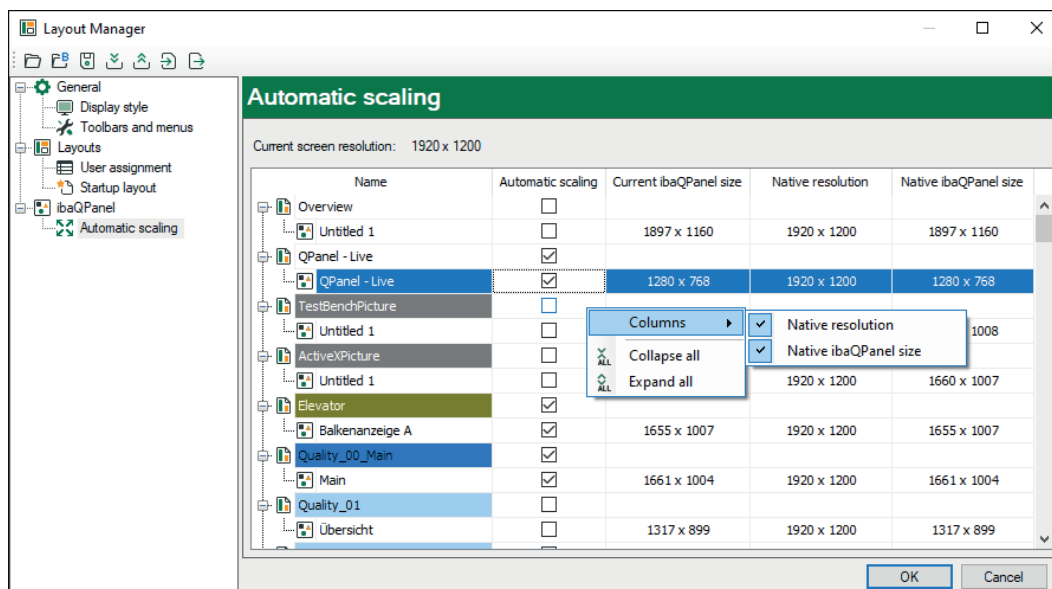 Layout Manager
B
General
Display style
Toolbars and menus
Layouts
User assignment
Startup layout
ibaQPanel
Automatic scaling
Automatic scaling
Current screen resolution: 1920 x 1200
Name Automatic scaling Current ibaQPanel size Native resolution Native ibaQPanel size
Overview
Untitled 1 1897 x 1160 1920 x 1200 1897 x 1160
QPanel - Live
QPanel - Live 1280 x 768 1920 x 1200 1280 x 768
TestBenchPicture
Untitled 1 1008
ActiveXPicture
Untitled 1 1920 x 1200 1660 x 1007
Elevator
Balkenanzeige A 1655 x 1007 1920 x 1200 1655 x 1007
Quality_00_Main
Main 1661 x 1004 1920 x 1200 1661 x 1004
Quality_01
Übersicht 1317 x 899 1920 x 1200 1317 x 899
Columns
ALL Collapse all
ALL Expand all
Native resolution
Native ibaQPanel size
OK Cancel